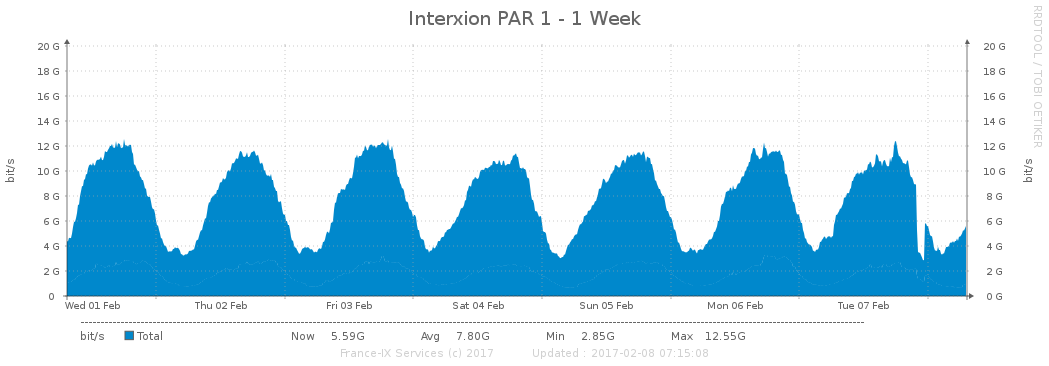 Interxion PAR 1 - 1 Week
RRDTOOL / TOBI OETIKER
20 G 20 G
18 G 18 G
16 G 16 G
14 G 14 G
12 G 12 G
10 G 10 G
8 G 8 G
6 G 6 G
4 G 4 G
2 G 2 G
0 0 G
bit/s bit/s
Wed 01 Feb Thu 02 Feb Fri 03 Feb Sat 04 Feb Sun 05 Feb Mon 06 Feb Tue 07 Feb
bit/s Total Now 5.59G Avg 7.80G Min 2.85G Max 12.55G
France-IX Services (c) 2017 Updated : 2017-02-08 07:15:08